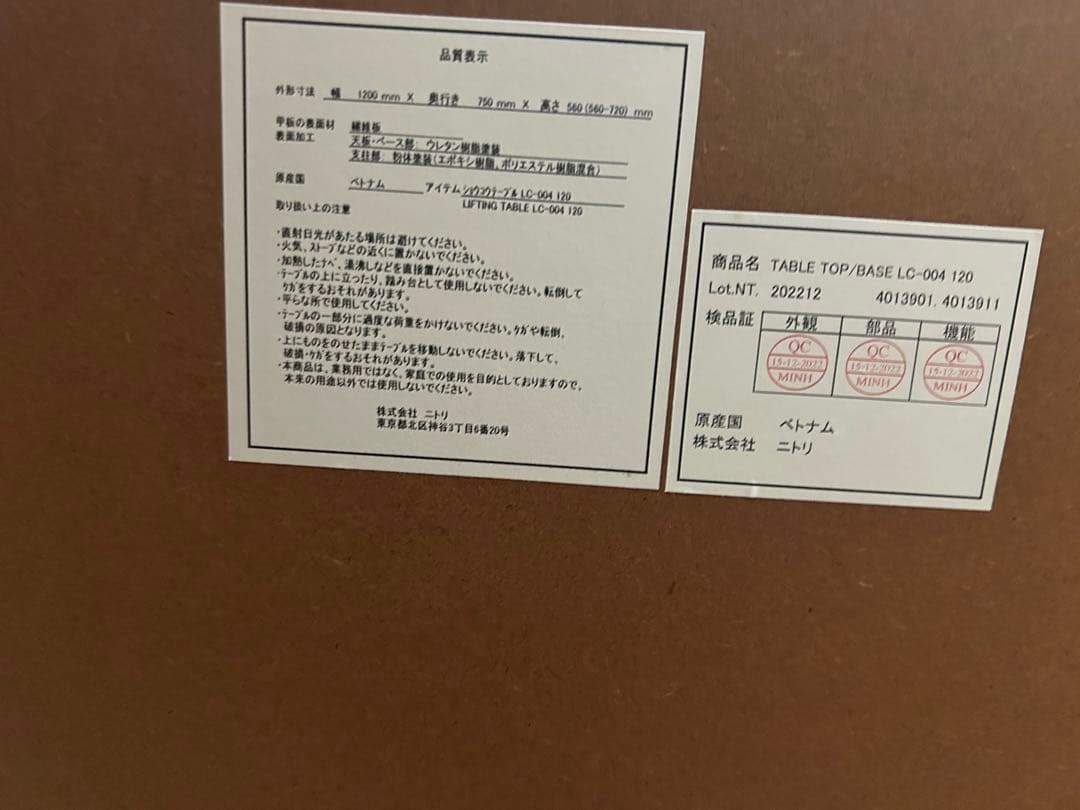 品質表示
外形寸法 幅 1200 mm X 奥行き 750 mm X 高さ 560 (560-720) mm
甲板の表面材 繊維板
表面加工 天板・ベース部: ウレタン樹脂塗装
支柱部: 粉体塗装(エポキシ樹脂、ポリエステル樹脂混合)
原産国 ベトナム アイテム ショウコウテーブル LC-004 120
LIFTING TABLE LC-004 120
取り扱い上の注意
・直射日光があたる場所は避けてください。
・火気、ストーブなどの近くに置かないでください。
・加熱したナベ、湯沸しなどを直接置かないでください。
・テーブルの上に立ったり、踏み台として使用しないでください。転倒して
ケガをするおそれがあります。
・平らな所で使用してください。
・テーブルの一部分に過度な荷重をかけないでください。ケガや転倒、
破損の原因となります。
・上にものをのせたままテーブルを移動しないでください。落下して、
破損・ケガをするおそれがあります。
・本商品は、業務用ではなく、家庭での使用を目的としておりますので、
本来の用途以外では使用しないでください。
株式会社 ニトリ
東京都北区神谷3丁目6番20号
商品名 TABLE TOP/BASE LC-004 120
Lot.NT. 202212 4013901, 4013911
検品証 外観 部品 機能
QC QC QC
15-12-2022 15-12-2022 15-12-2022
MINH MINH MINH
原産国 ベトナム
株式会社 ニトリ